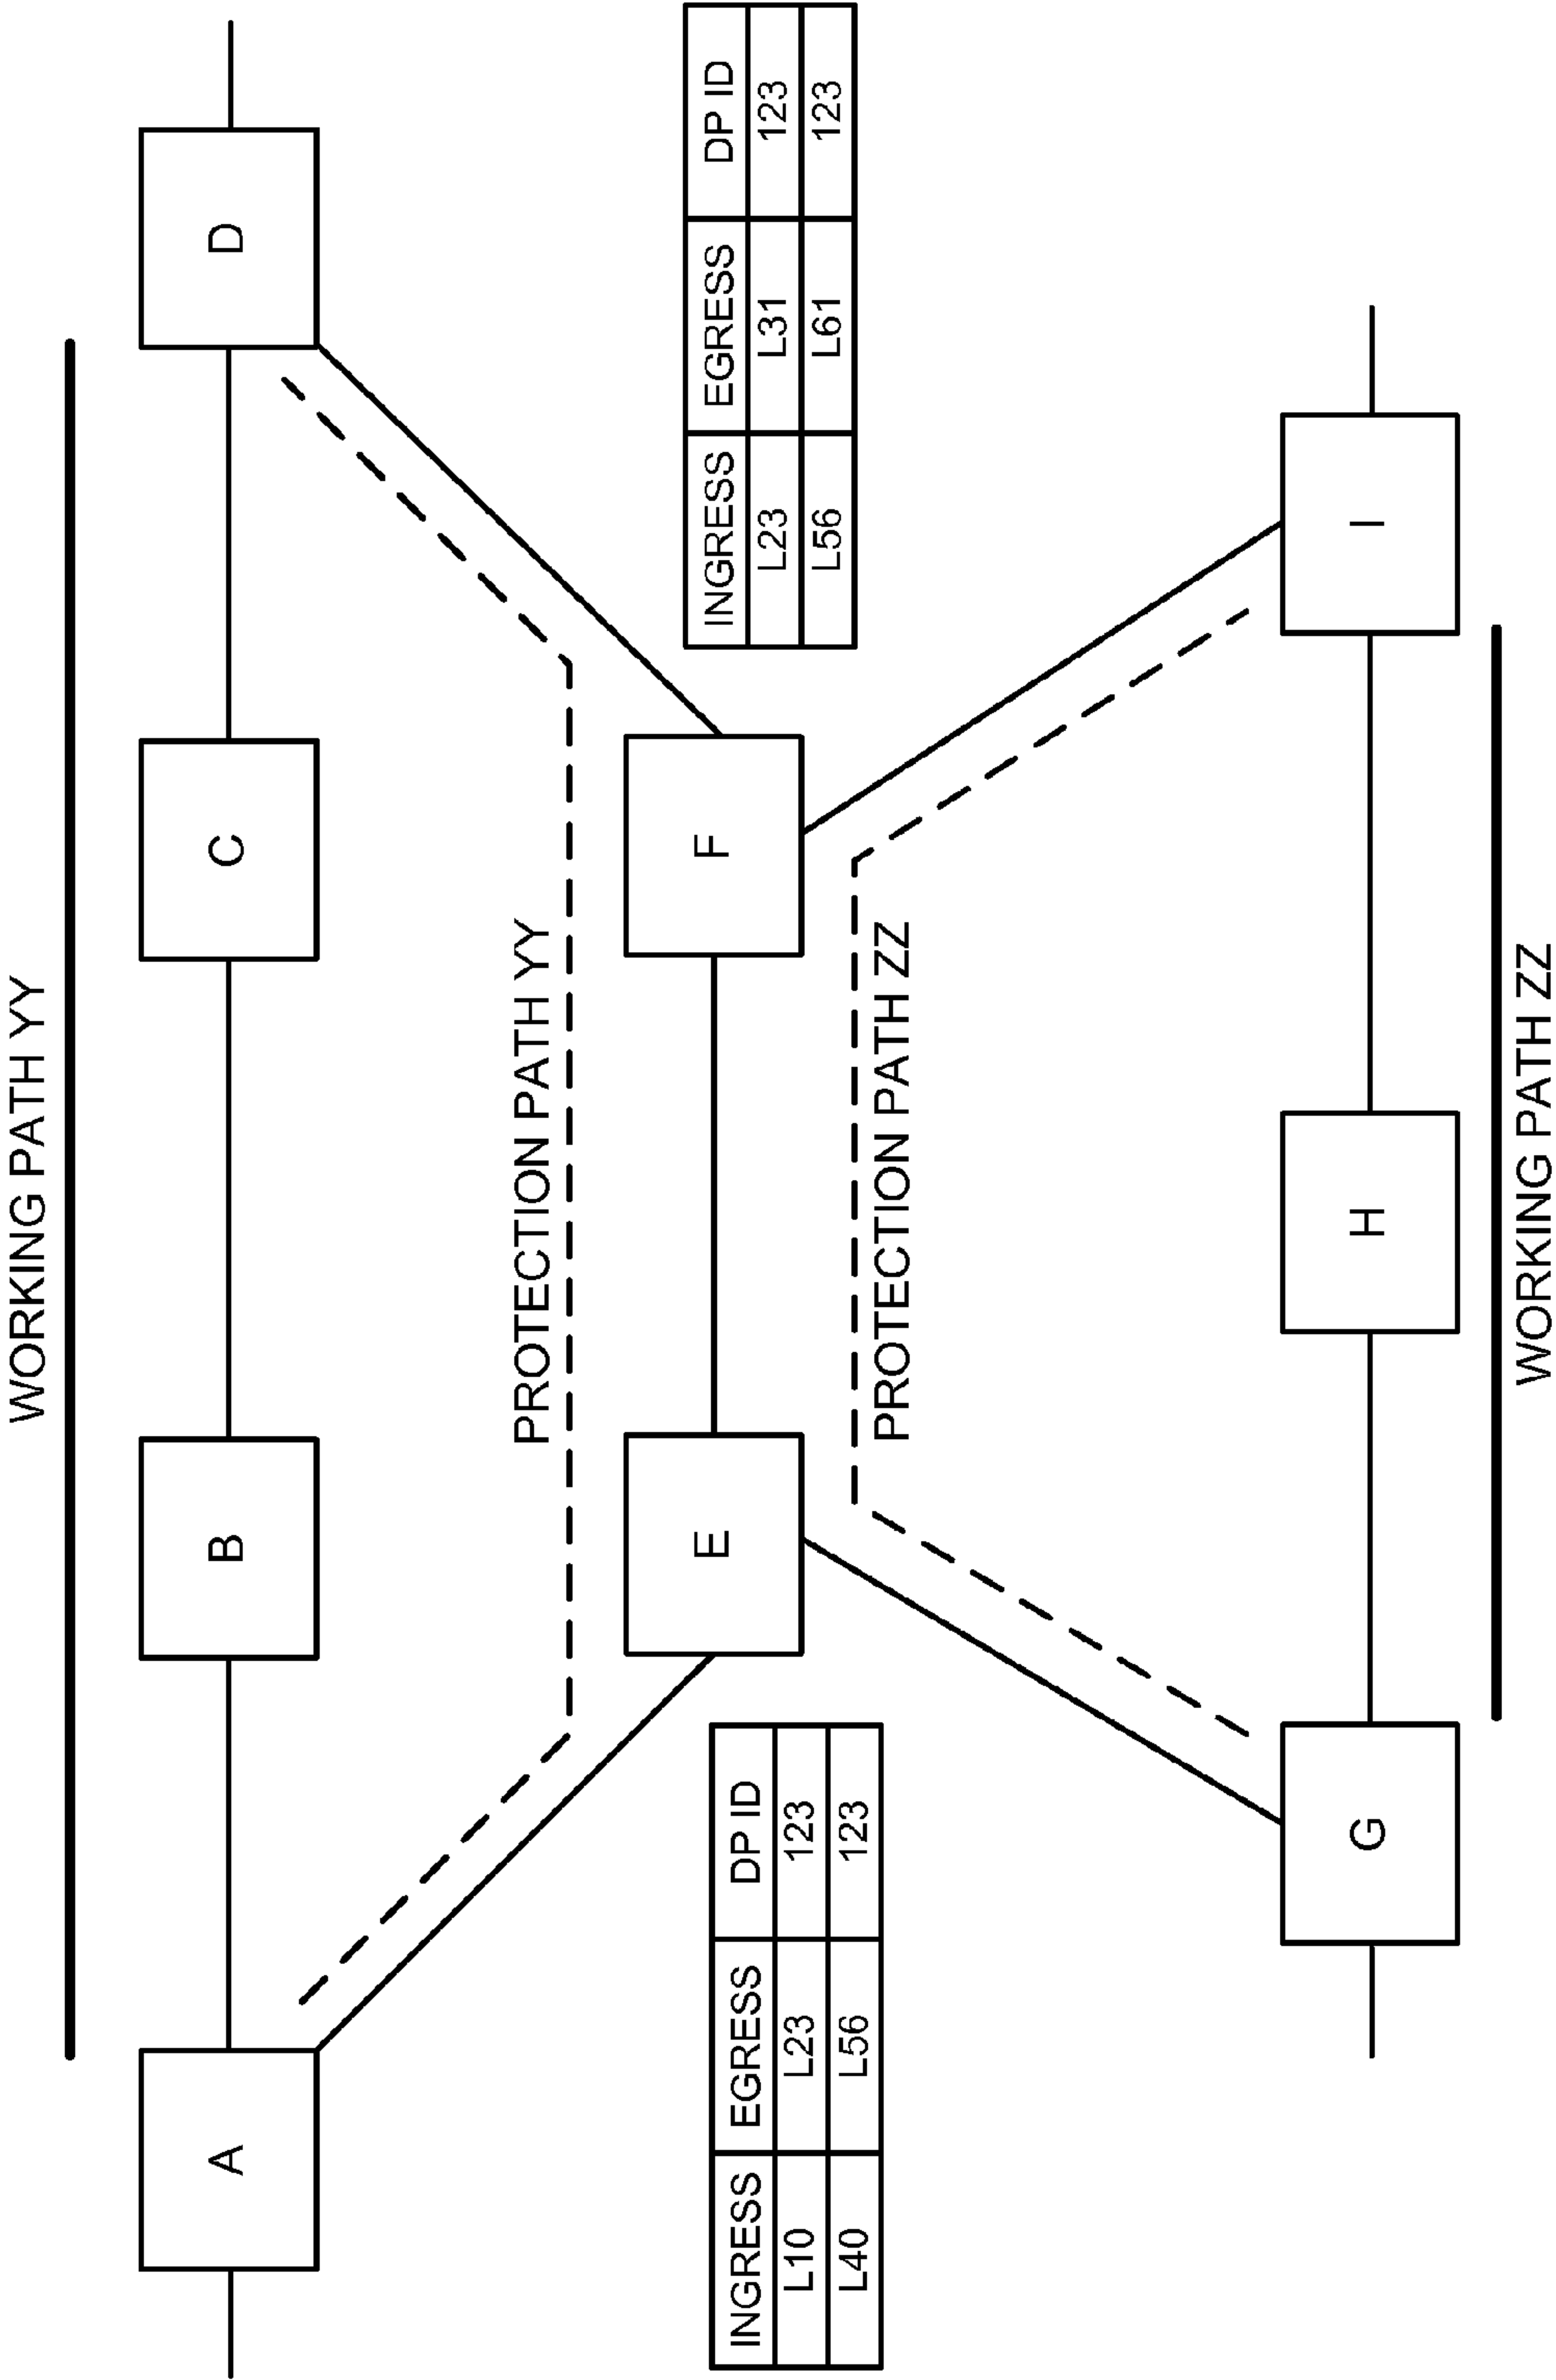 WORKING PATH YY
A
B
C
D
PROTECTION PATH YY
INGRESS EGRESS DP ID
L10 L23 123
L40 L56 123
E
F
INGRESS EGRESS DP ID
L23 L31 123
L56 L61 123
PROTECTION PATH ZZ
G
H
I
WORKING PATH ZZ